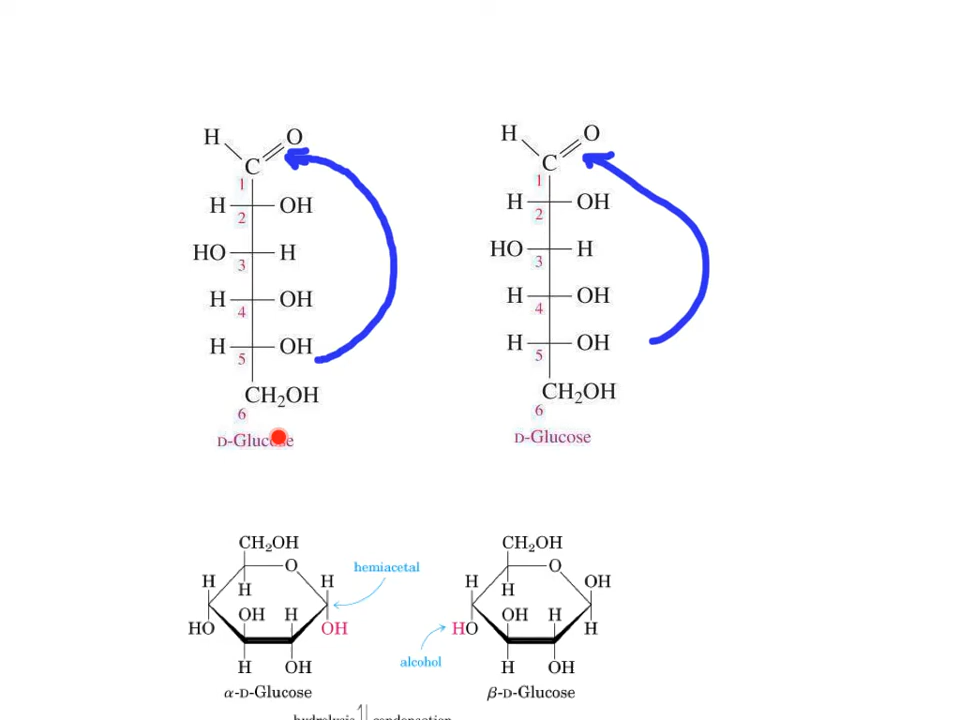 H O H O
C C
1 1
H OH H OH
2 2
HO H HO H
3 3
H OH H OH
4 4
H OH H OH
5 5
CH₂OH CH₂OH
6 6
D-Glucose D-Glucose
CH₂OH CH₂OH
O hemiacetal O
H H H OH
H H
OH H OH H
HO OH HO H
alcohol
H OH H OH
α-D-Glucose β-D-Glucose
hydrolysis condensation